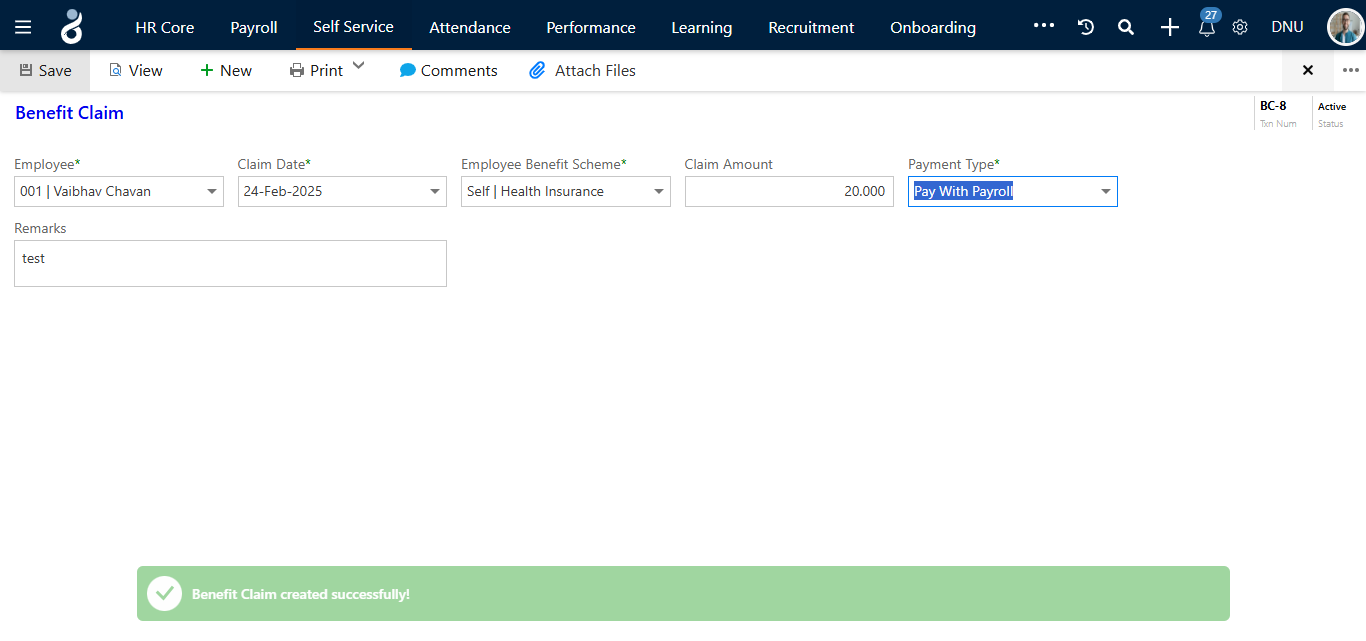 HR Core Payroll Self Service Attendance Performance Learning Recruitment Onboarding 27 DNU
Save View New Print Comments Attach Files
Benefit Claim
BC-8 Active
Txn Num Status
Employee* Claim Date* Employee Benefit Scheme* Claim Amount Payment Type*
001 | Vaibhav Chavan 24-Feb-2025 Self | Health Insurance 20.000 Pay With Payroll
Remarks
test
Benefit Claim created successfully!